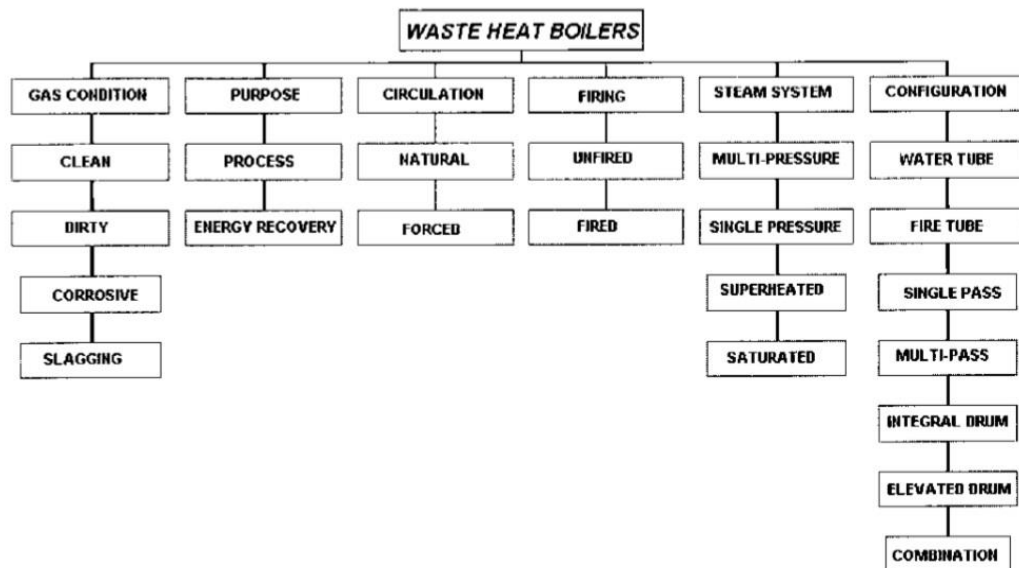 WASTE HEAT BOILERS
GAS CONDITION
PURPOSE
CIRCULATION
FIRING
STEAM SYSTEM
CONFIGURATION
CLEAN
PROCESS
NATURAL
UNFIRED
MULTI-PRESSURE
WATER TUBE
DIRTY
ENERGY RECOVERY
FORCED
FIRED
SINGLE PRESSURE
FIRE TUBE
CORROSIVE
SUPERHEATED
SINGLE PASS
SLAGGING
SATURATED
MULTI-PASS
INTEGRAL DRUM
ELEVATED DRUM
COMBINATION